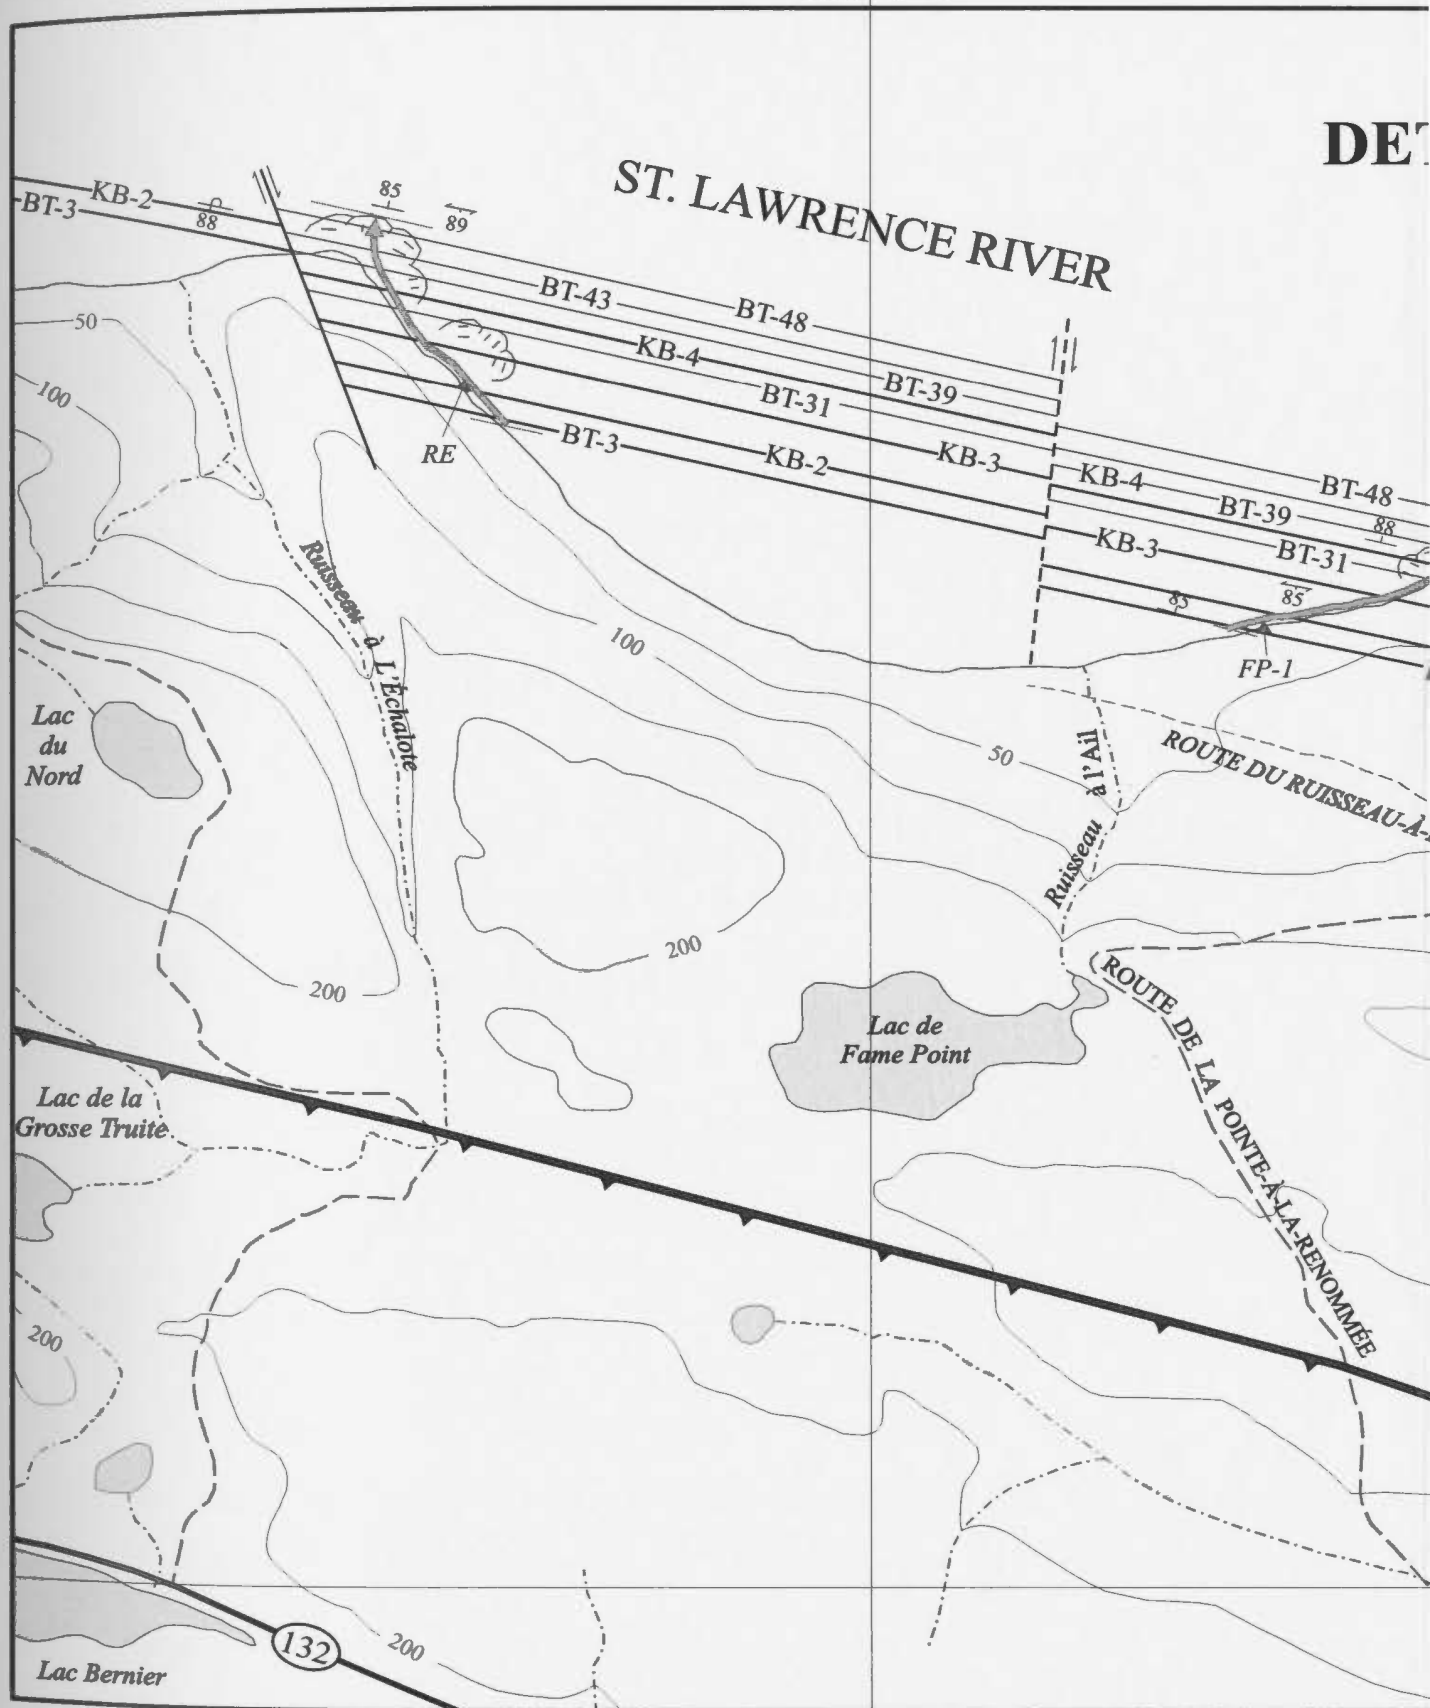 DET
ST. LAWRENCE RIVER
KB-2
BT-3
88
85
89
BT-43
BT-48
KB-4
BT-39
BT-31
BT-3
KB-2
KB-3
RE
50
100
KB-4
BT-48
BT-39
88
KB-3
BT-31
85
85
FP-1
Ruisseau à L'Échalote
100
Lac
du
Nord
50
Ruisseau à l'Ail
ROUTE DU RUISSEAU-À-
200
200
Lac de
Fame Point
ROUTE DE LA POINTE-À-LA-RENOMMÉE
Lac de la
Grosse Truite
200
132
200
Lac Bernier